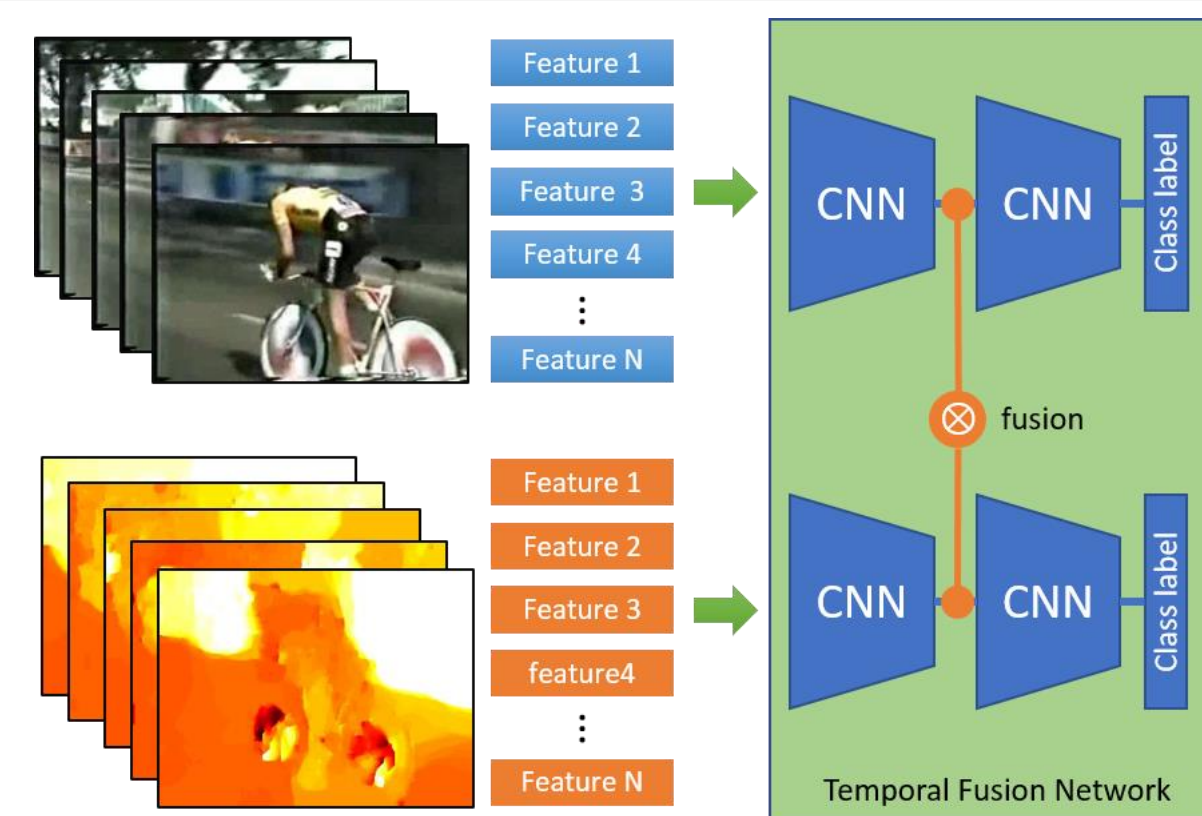 Feature 1
Feature 2
Feature 3
Feature 4
Feature N
Feature 1
Feature 2
Feature 3
feature4
Feature N
CNN
CNN
Class label
fusion
CNN
CNN
Class label
Temporal Fusion Network